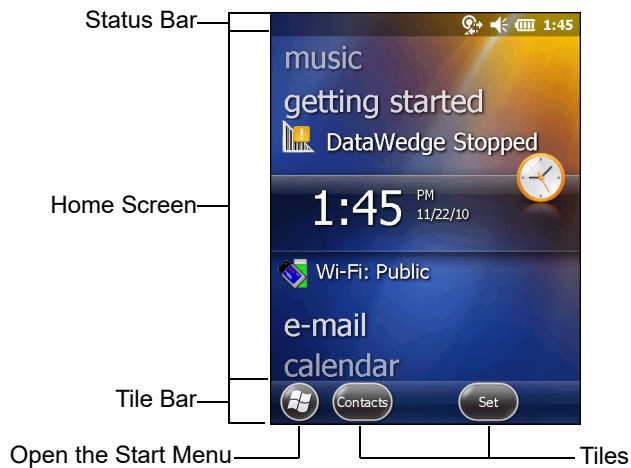 Status Bar
1:45
music
getting started
DataWedge Stopped
Home Screen
1:45 PM
11/22/10
Wi-Fi: Public
e-mail
calendar
Tile Bar
Contacts
Set
Open the Start Menu
Tiles